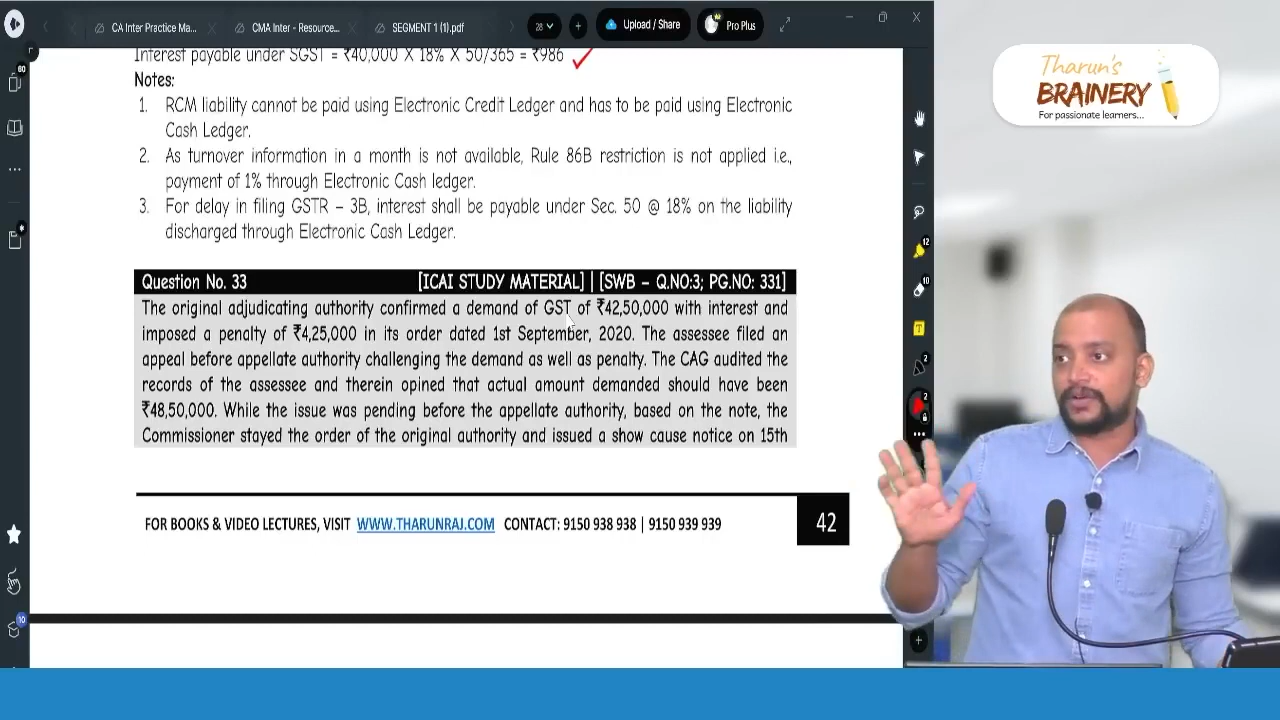 CA Inter Practice Ma...
CMA Inter - Resource...
SEGMENT 1 (1).pdf
28
Upload / Share
Pro Plus
Interest payable under SGST = ₹40,000 X 18% X 50/365 = ₹986
Notes:
1. RCM liability cannot be paid using Electronic Credit Ledger and has to be paid using Electronic
Cash Ledger.
2. As turnover information in a month is not available, Rule 86B restriction is not applied i.e.,
payment of 1% through Electronic Cash ledger.
3. For delay in filing GSTR – 3B, interest shall be payable under Sec. 50 @ 18% on the liability
discharged through Electronic Cash Ledger.
Question No. 33 [ICAI STUDY MATERIAL] | [SWB – Q.NO:3; PG.NO: 331]
The original adjudicating authority confirmed a demand of GST of ₹42,50,000 with interest and
imposed a penalty of ₹4,25,000 in its order dated 1st September, 2020. The assessee filed an
appeal before appellate authority challenging the demand as well as penalty. The CAG audited the
records of the assessee and therein opined that actual amount demanded should have been
₹48,50,000. While the issue was pending before the appellate authority, based on the note, the
Commissioner stayed the order of the original authority and issued a show cause notice on 15th
FOR BOOKS & VIDEO LECTURES, VISIT WWW.THARUNRAJ.COM CONTACT: 9150 938 938 | 9150 939 939
42
Tharun's
BRAINERY
For passionate learners...
60
10
12
10
T
2
2